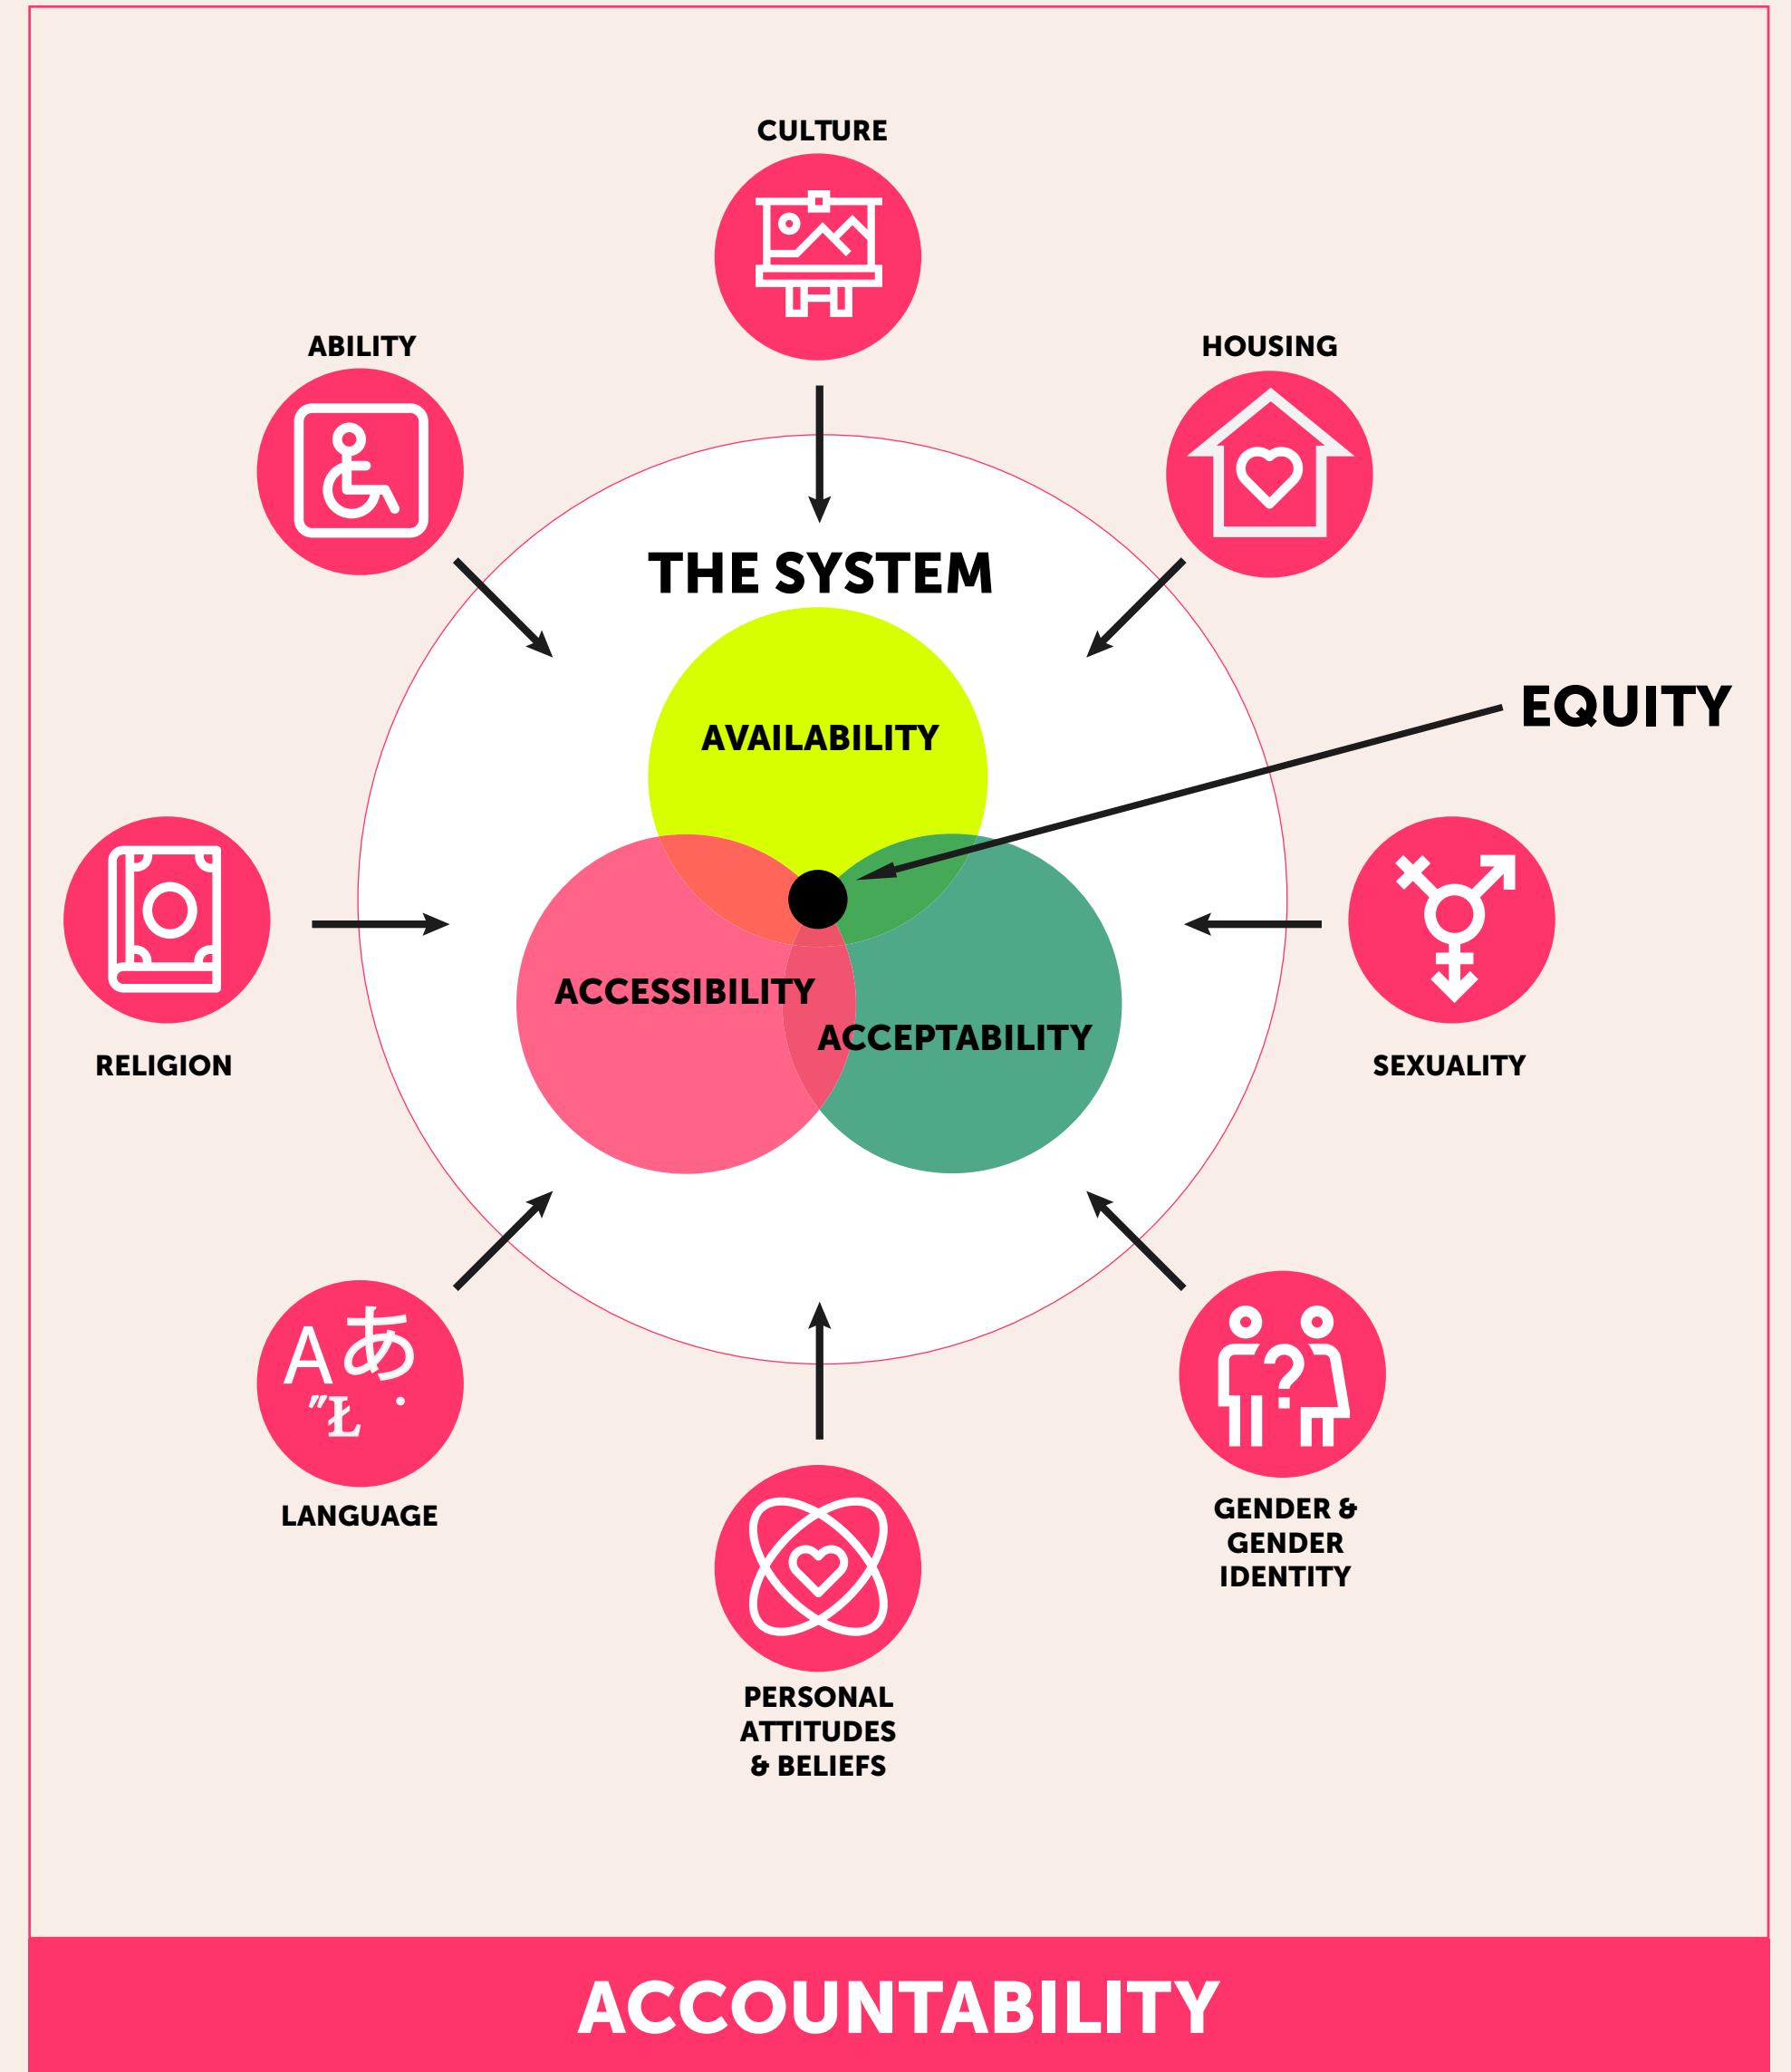 CULTURE
ABILITY
HOUSING
THE SYSTEM
EQUITY
AVAILABILITY
ACCESSIBILITY
ACCEPTABILITY
RELIGION
SEXUALITY
A あ
″Ł ·
LANGUAGE
?
GENDER &
GENDER
IDENTITY
PERSONAL
ATTITUDES
& BELIEFS
ACCOUNTABILITY